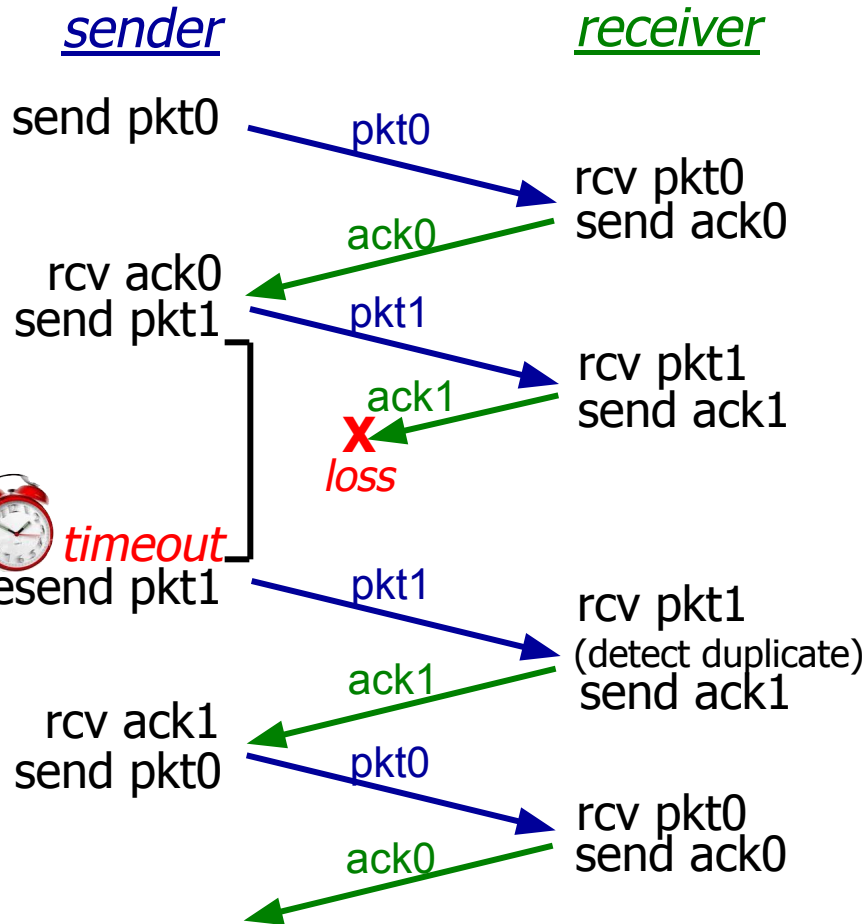 sender
receiver
send pkt0
pkt0
rcv pkt0
send ack0
ack0
rcv ack0
send pkt1
pkt1
rcv pkt1
send ack1
ack1
X
loss
timeout
esend pkt1
pkt1
rcv pkt1
(detect duplicate)
send ack1
ack1
rcv ack1
send pkt0
pkt0
rcv pkt0
send ack0
ack0